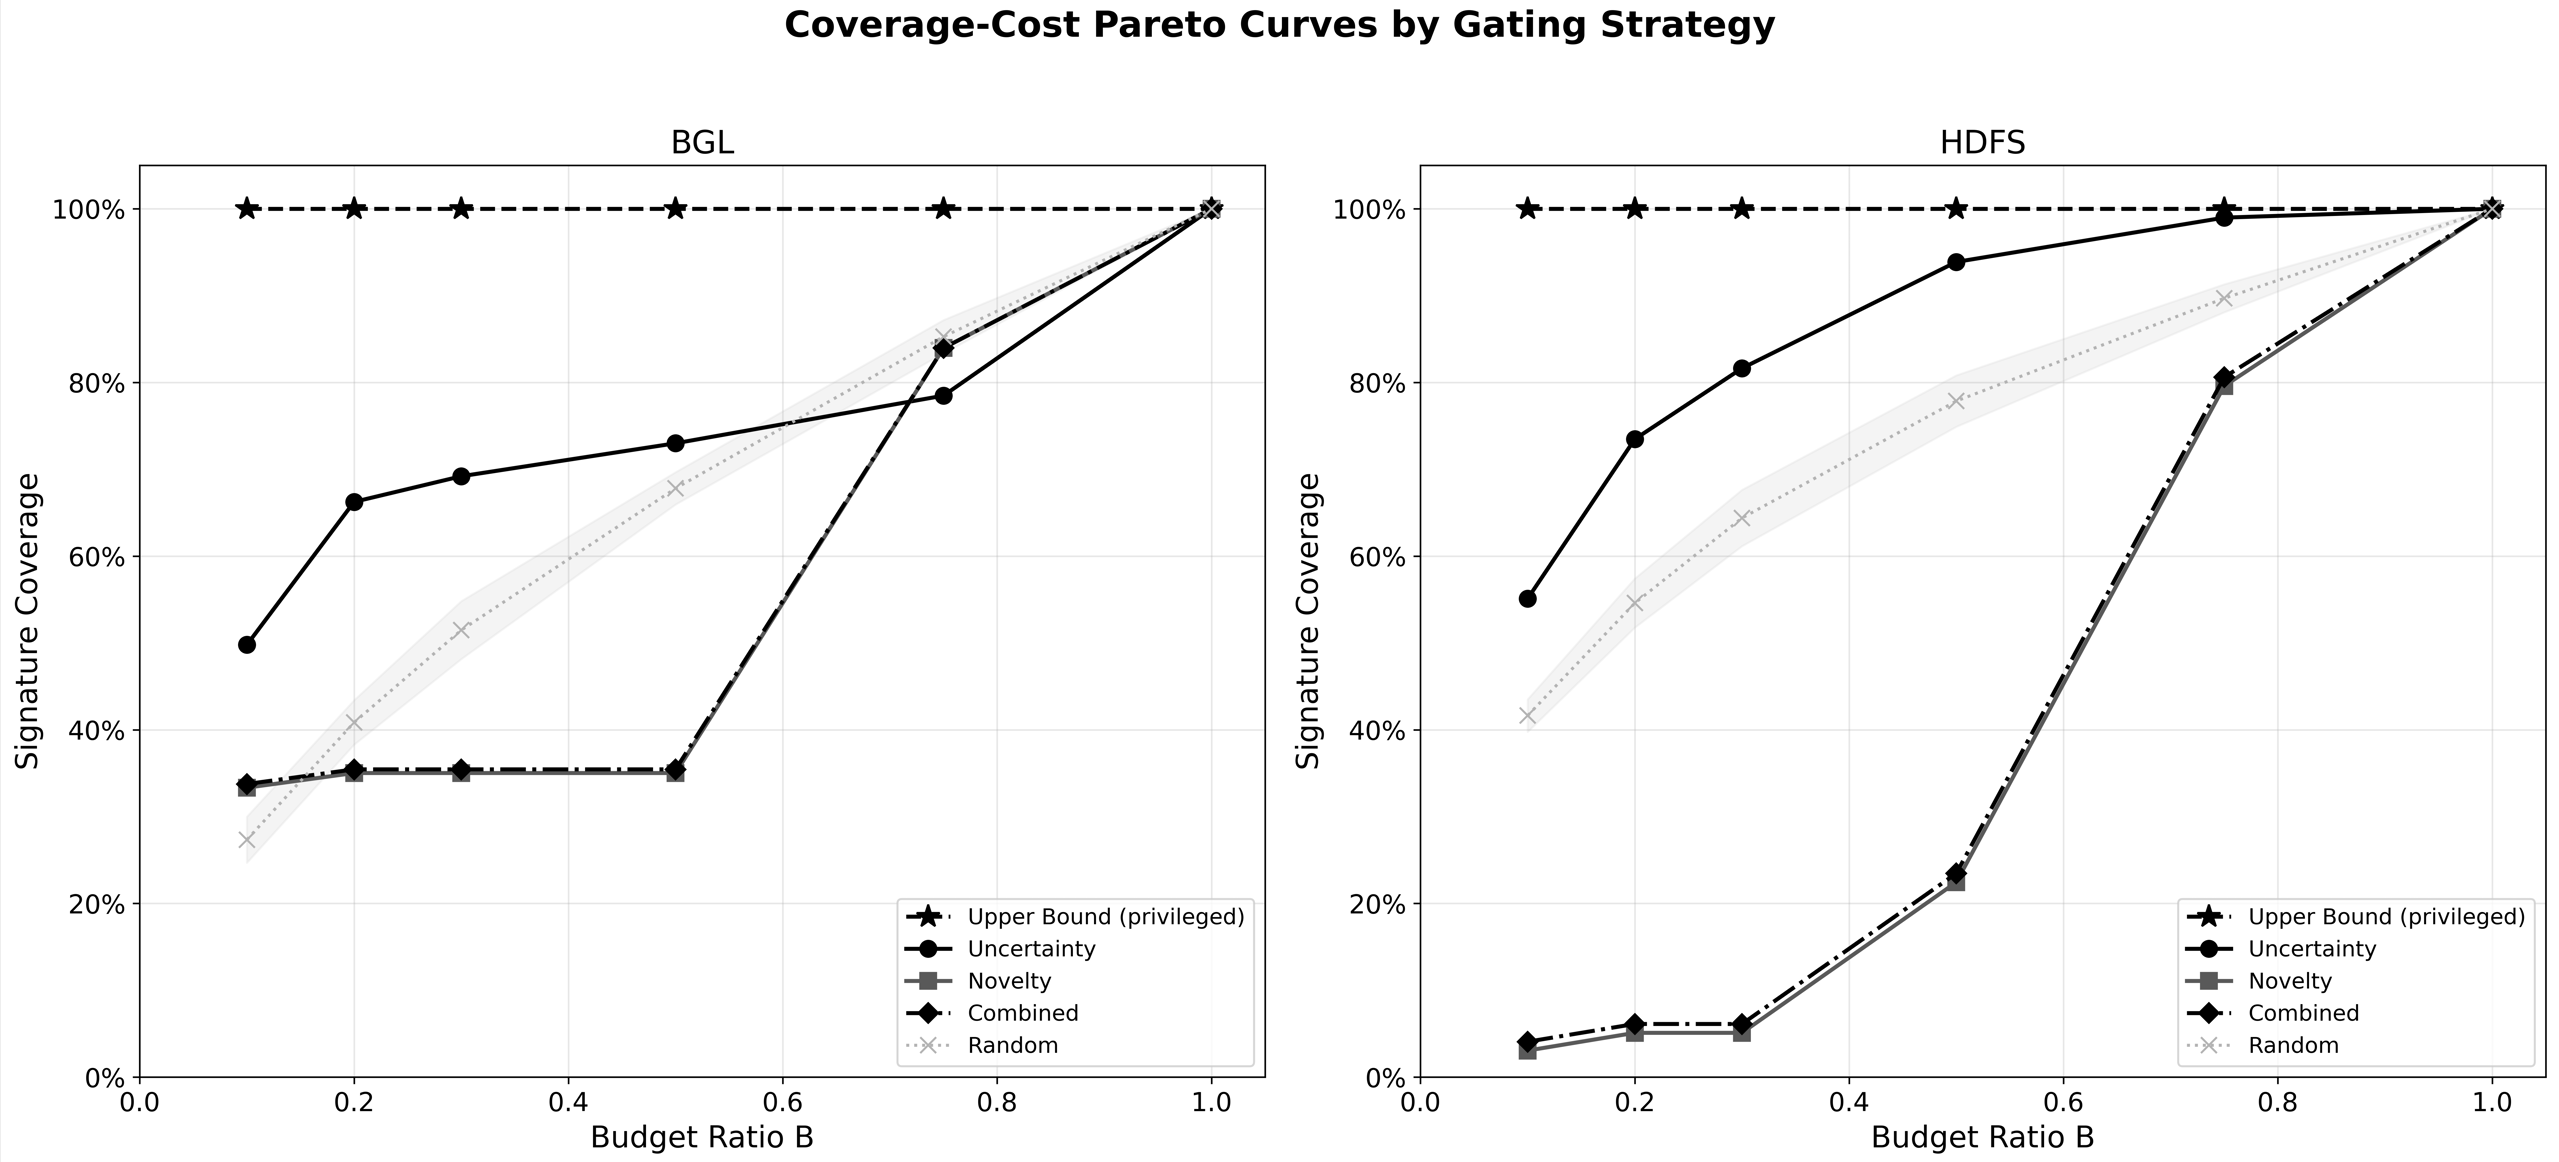 Coverage-Cost Pareto Curves by Gating Strategy
BGL
100%
80%
60%
40%
20%
0%
Signature Coverage
0.0 0.2 0.4 0.6 0.8 1.0
Budget Ratio B
Upper Bound (privileged)
Uncertainty
Novelty
Combined
Random
HDFS
100%
80%
60%
40%
20%
0%
Signature Coverage
0.0 0.2 0.4 0.6 0.8 1.0
Budget Ratio B
Upper Bound (privileged)
Uncertainty
Novelty
Combined
Random